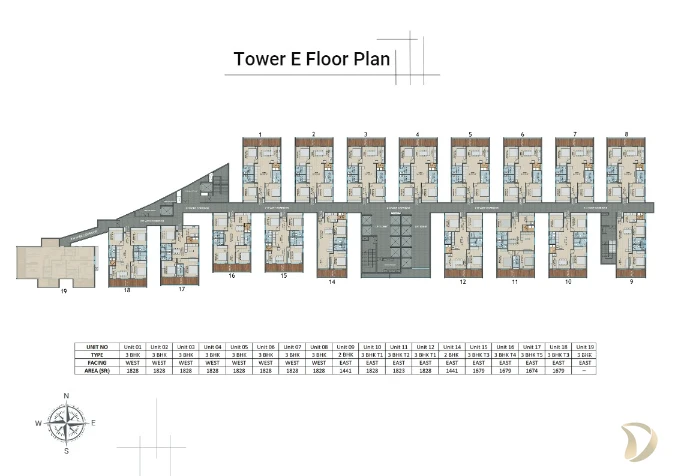 Tower E Floor Plan
1 2 3 4 5 6 7 8
19 18 17 16 15 14 12 11 10 9
UNIT NO Unit 01 Unit 02 Unit 03 Unit 04 Unit 05 Unit 06 Unit 07 Unit 08 Unit 09 Unit 10 Unit 11 Unit 12 Unit 14 Unit 15 Unit 16 Unit 17 Unit 18 Unit 19
TYPE 3 BHK 3 BHK 3 BHK 3 BHK 3 BHK 3 BHK 3 BHK 3 BHK 2 BHK 3 BHK T1 3 BHK T2 3 BHK T1 2 BHK 3 BHK T3 3 BHK T4 3 BHK T5 3 BHK T3 3 BHK
FACING WEST WEST WEST WEST WEST WEST WEST WEST EAST EAST EAST EAST EAST EAST EAST EAST EAST EAST
AREA (Sft) 1828 1828 1828 1828 1828 1828 1828 1828 1441 1828 1823 1828 1441 1679 1679 1674 1679 --
N
W E
S